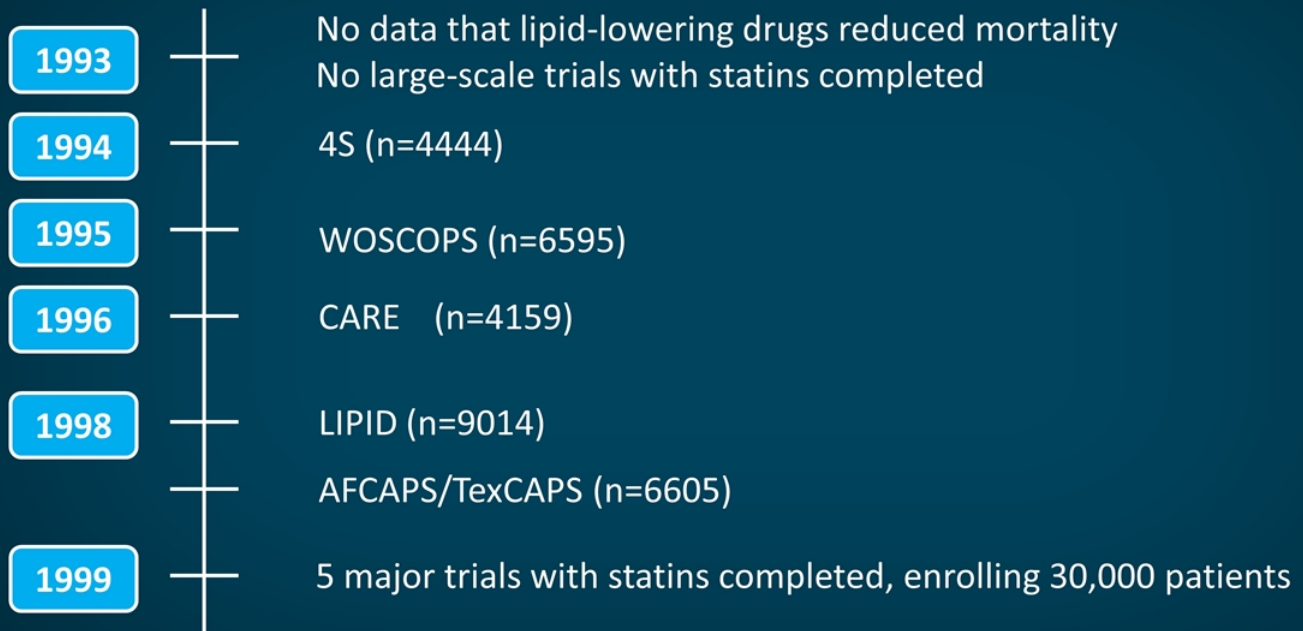 1993
No data that lipid-lowering drugs reduced mortality
No large-scale trials with statins completed
1994
4S (n=4444)
1995
WOSCOPS (n=6595)
1996
CARE (n=4159)
1998
LIPID (n=9014)
AFCAPS/TexCAPS (n=6605)
1999
5 major trials with statins completed, enrolling 30,000 patients